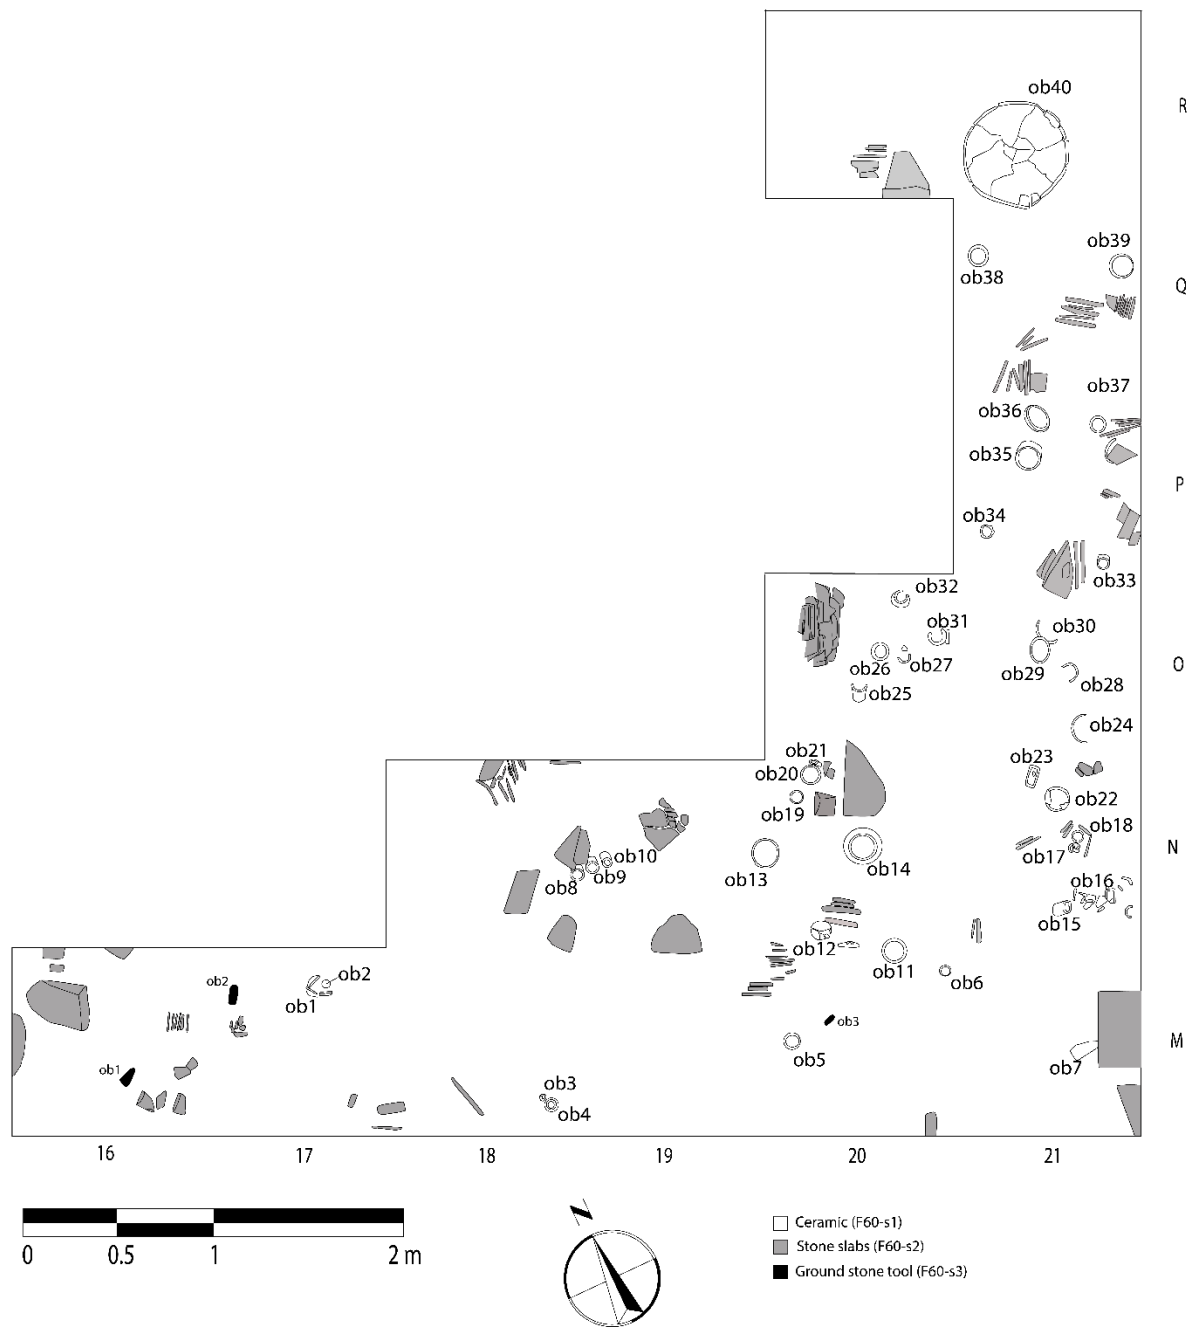 ob40
R
ob39
ob38
Q
ob37
ob36
ob35
P
ob34
ob33
ob32
ob31
ob30
ob26
ob27
ob29
O
ob28
ob25
ob24
ob21
ob23
ob20
ob22
ob19
ob18
ob10
ob17
N
ob9
ob13
ob14
ob8
ob16
ob15
ob12
ob11
ob2
ob2
ob6
ob1
ob3
M
ob1
ob5
ob7
ob3
ob4
16
17
18
19
20
21
N
0
0.5
1
2 m
Ceramic (F60-s1)
Stone slabs (F60-s2)
Ground stone tool (F60-s3)